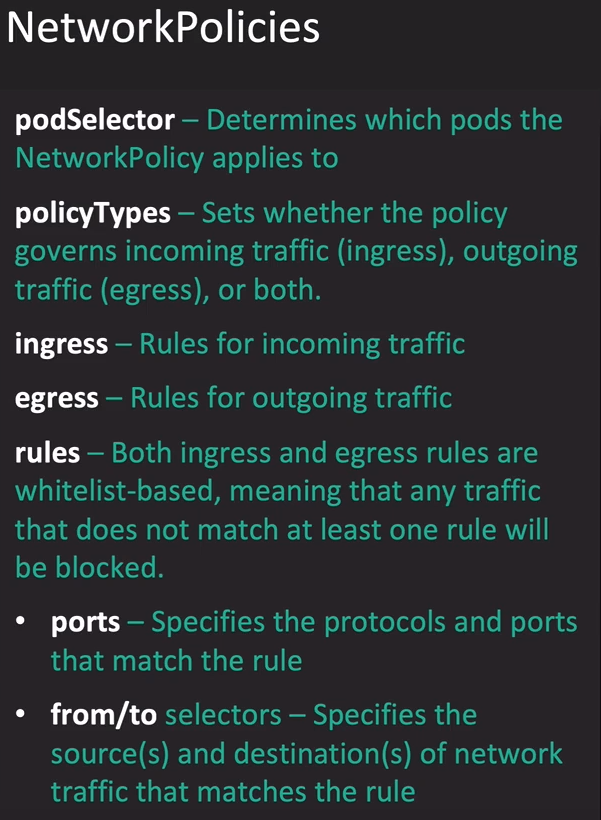 NetworkPolicies
podSelector – Determines which pods the
NetworkPolicy applies to
policyTypes – Sets whether the policy
governs incoming traffic (ingress), outgoing
traffic (egress), or both.
ingress – Rules for incoming traffic
egress – Rules for outgoing traffic
rules – Both ingress and egress rules are
whitelist-based, meaning that any traffic
that does not match at least one rule will
be blocked.
• ports – Specifies the protocols and ports
that match the rule
• from/to selectors – Specifies the
source(s) and destination(s) of network
traffic that matches the rule